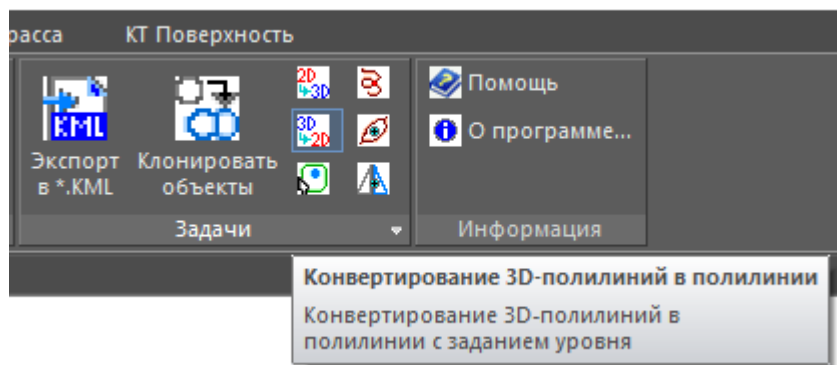 расса КТ Поверхность
2D 3D
KML
3D 2D
Помощь
О программе...
Экспорт в *.KML
Клонировать объекты
Задачи
Информация
Конвертирование 3D-полилиний в полилинии
Конвертирование 3D-полилиний в
полилинии с заданием уровня